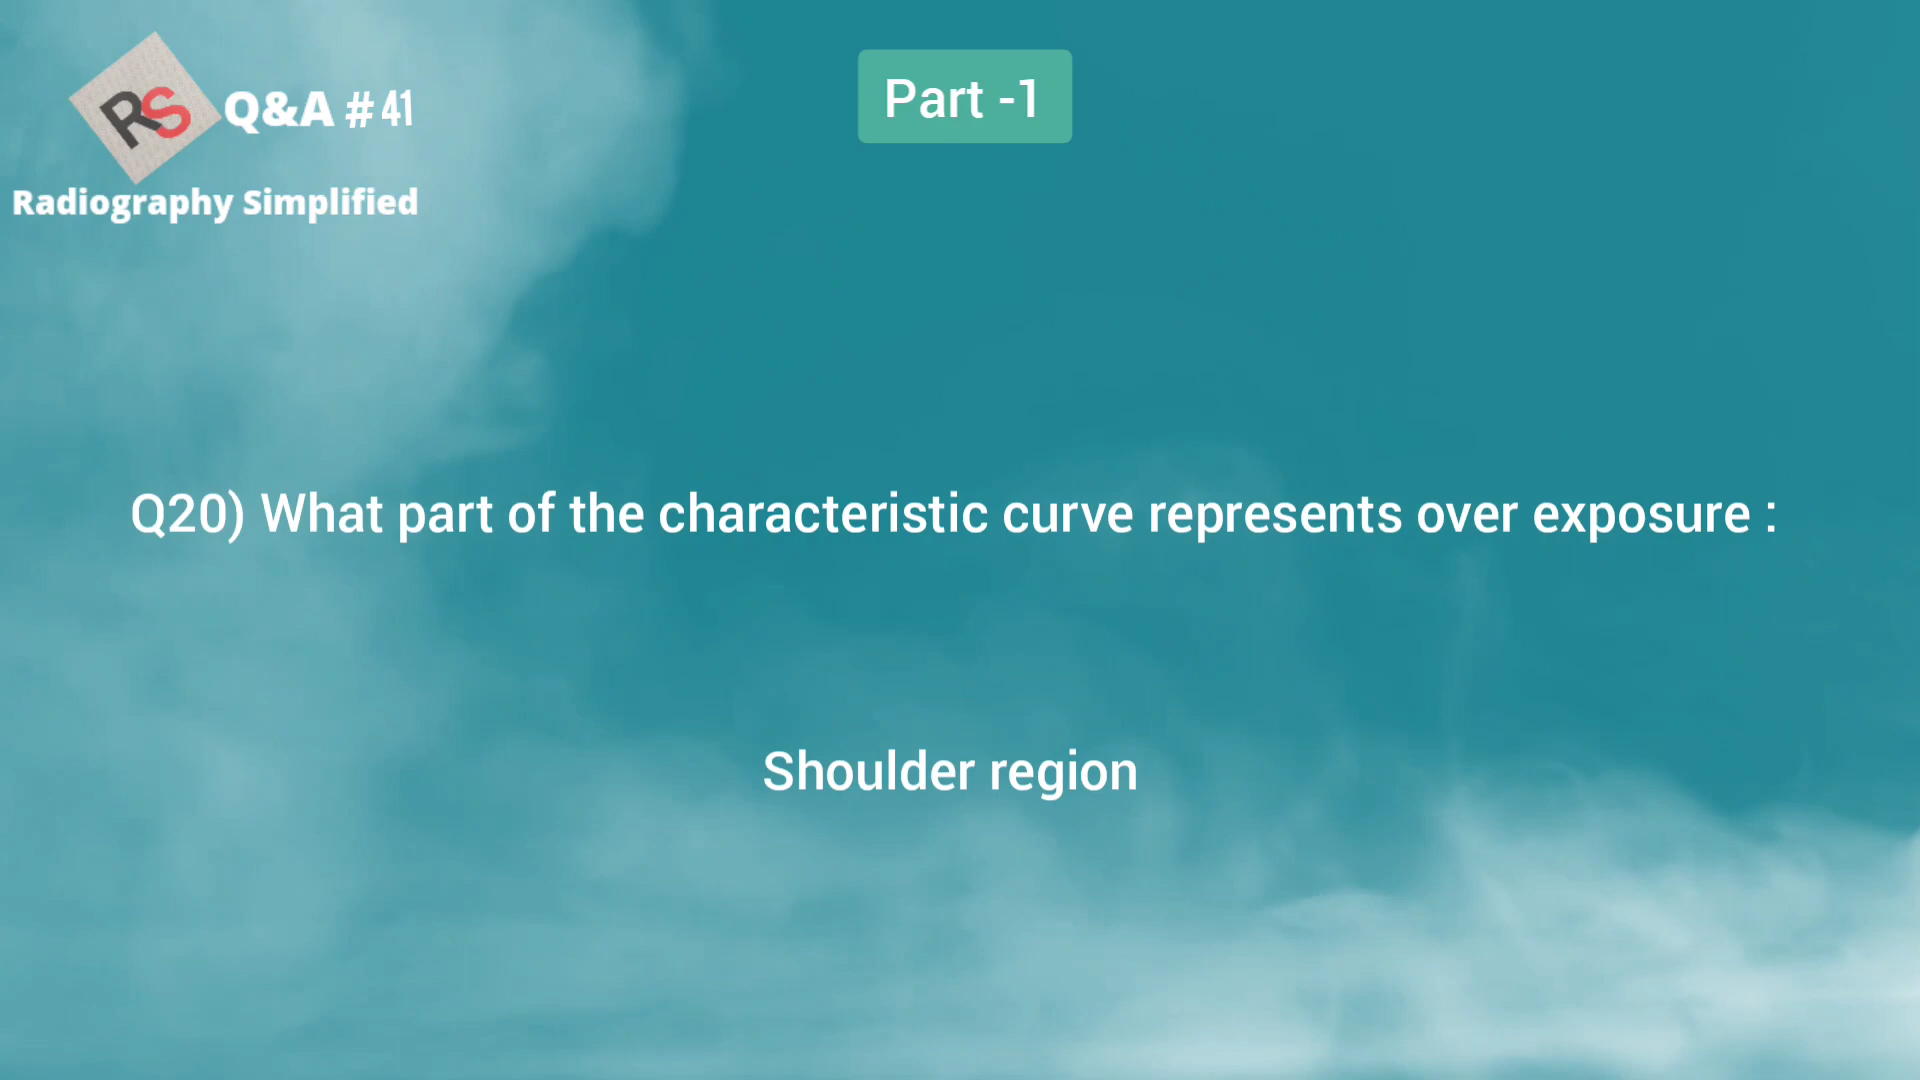 RS Q&A # 41
Radiography Simplified
Part -1
Q20) What part of the characteristic curve represents over exposure :
Shoulder region